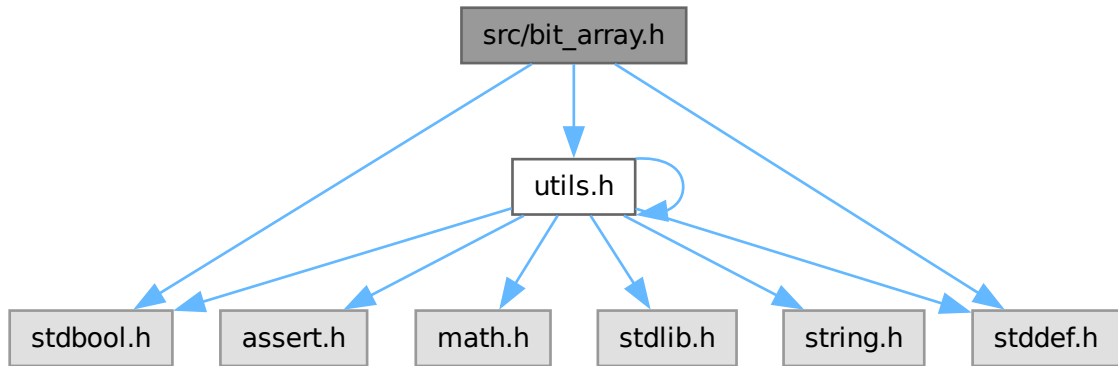 src/bit_array.h
utils.h
stdbool.h
assert.h
math.h
stdlib.h
string.h
stddef.h